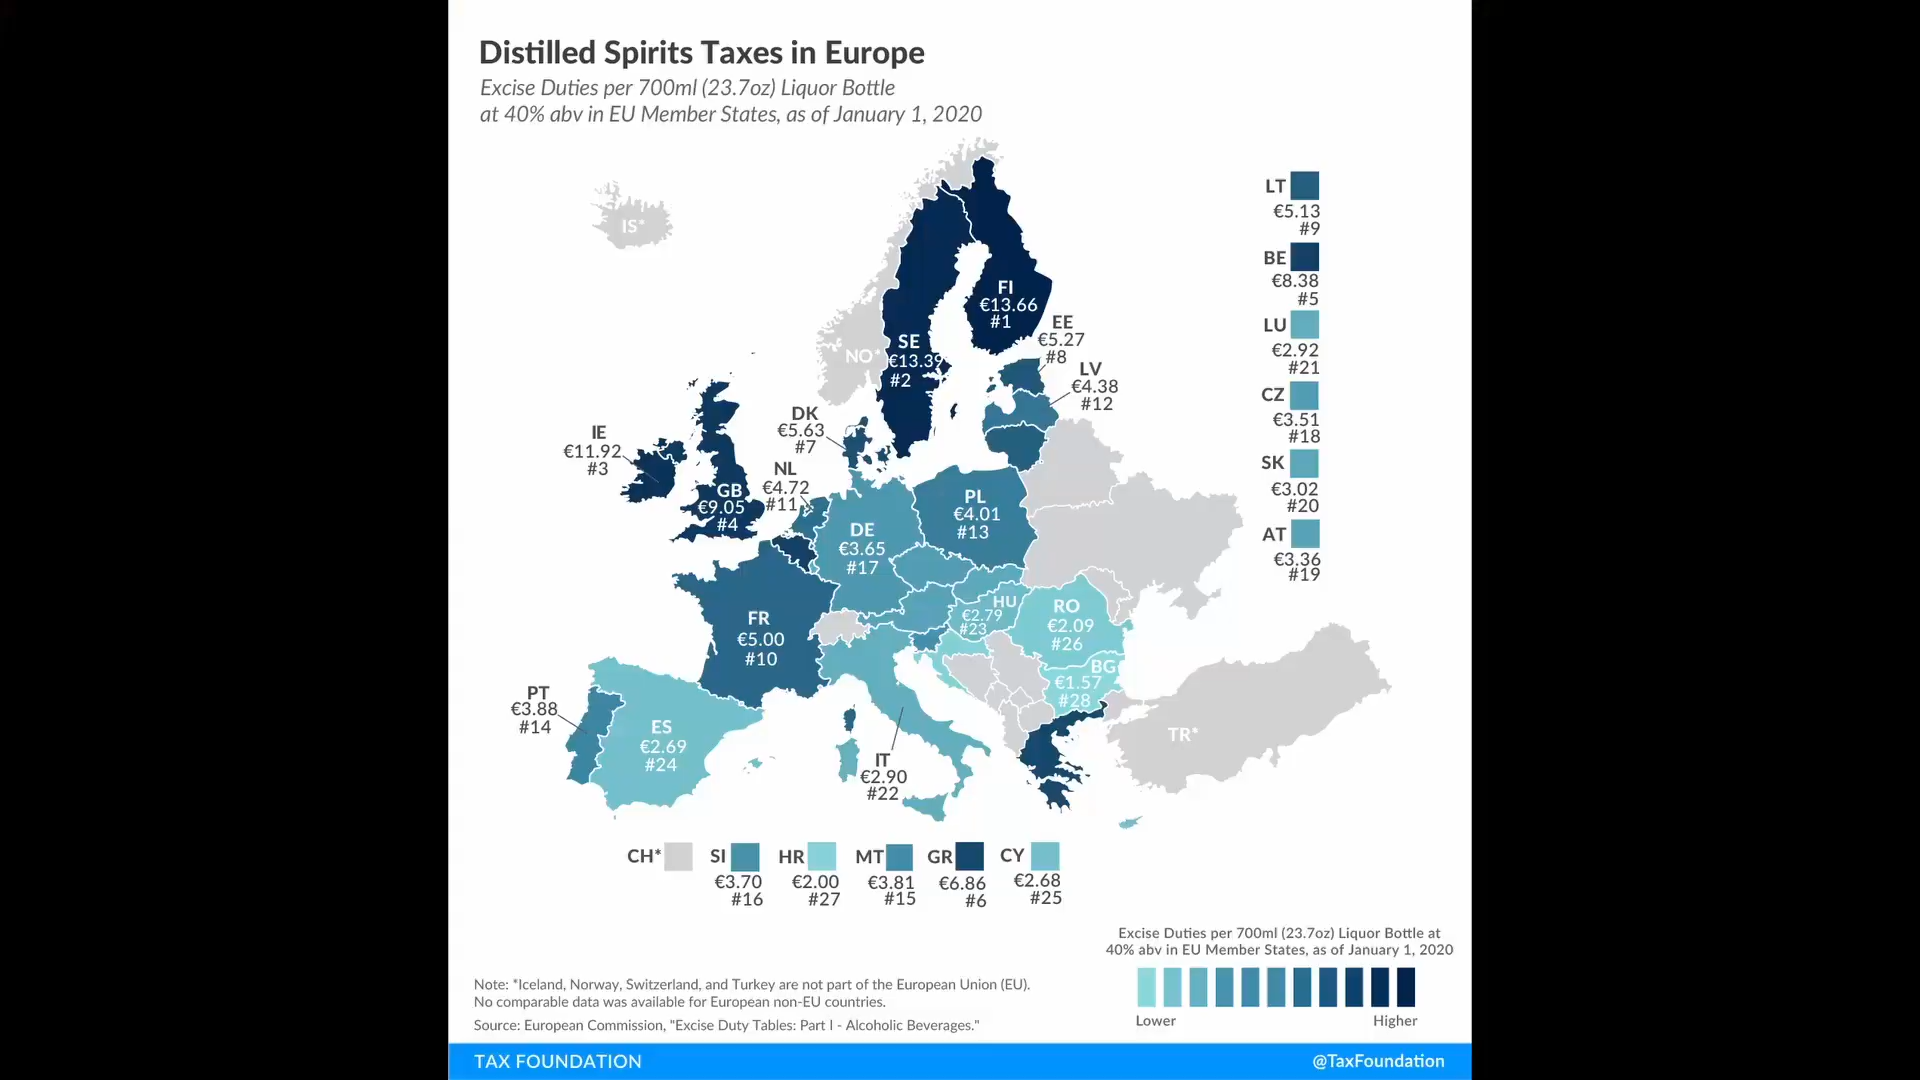 Distilled Spirits Taxes in Europe
Excise Duties per 700ml (23.7oz) Liquor Bottle
at 40% abv in EU Member States, as of January 1, 2020
IS*
NO*
SE
€13.39
#2
FI
€13.66
#1
EE
€5.27
#8
LV
€4.38
#12
DK
€5.63
#7
IE
€11.92
#3
GB
€9.05
#4
NL
€4.72
#11
DE
€3.65
#17
PL
€4.01
#13
FR
€5.00
#10
HU
€2.79
#23
RO
€2.09
#26
BG
€1.57
#28
PT
€3.88
#14
ES
€2.69
#24
IT
€2.90
#22
TR*
LT
€5.13
#9
BE
€8.38
#5
LU
€2.92
#21
CZ
€3.51
#18
SK
€3.02
#20
AT
€3.36
#19
CH*
SI
€3.70
#16
HR
€2.00
#27
MT
€3.81
#15
GR
€6.86
#6
CY
€2.68
#25
Excise Duties per 700ml (23.7oz) Liquor Bottle at
40% abv in EU Member States, as of January 1, 2020
Lower
Higher
Note: *Iceland, Norway, Switzerland, and Turkey are not part of the European Union (EU).
No comparable data was available for European non-EU countries.
Source: European Commission, "Excise Duty Tables: Part I - Alcoholic Beverages."
TAX FOUNDATION
@TaxFoundation